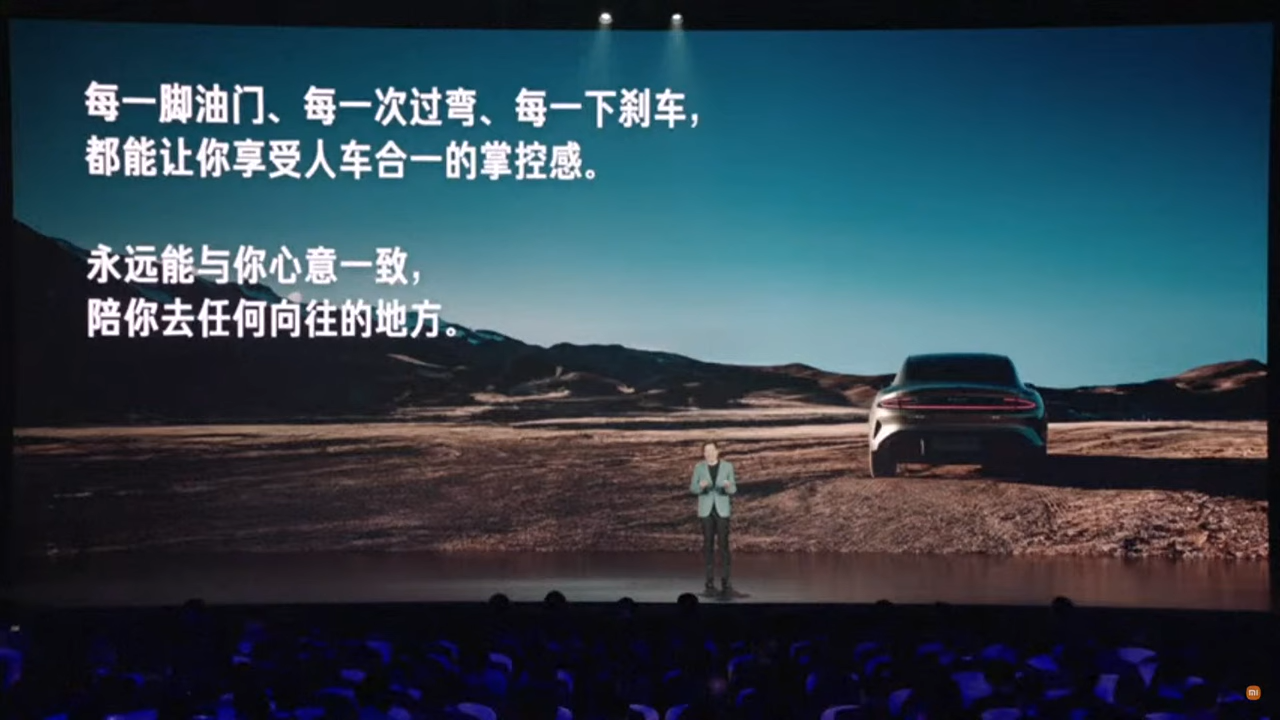 每一脚油门、每一次过弯、每一下刹车,
都能让你享受人车合一的掌控感。
永远能与你心意一致,
陪你去任何向往的地方。
mi